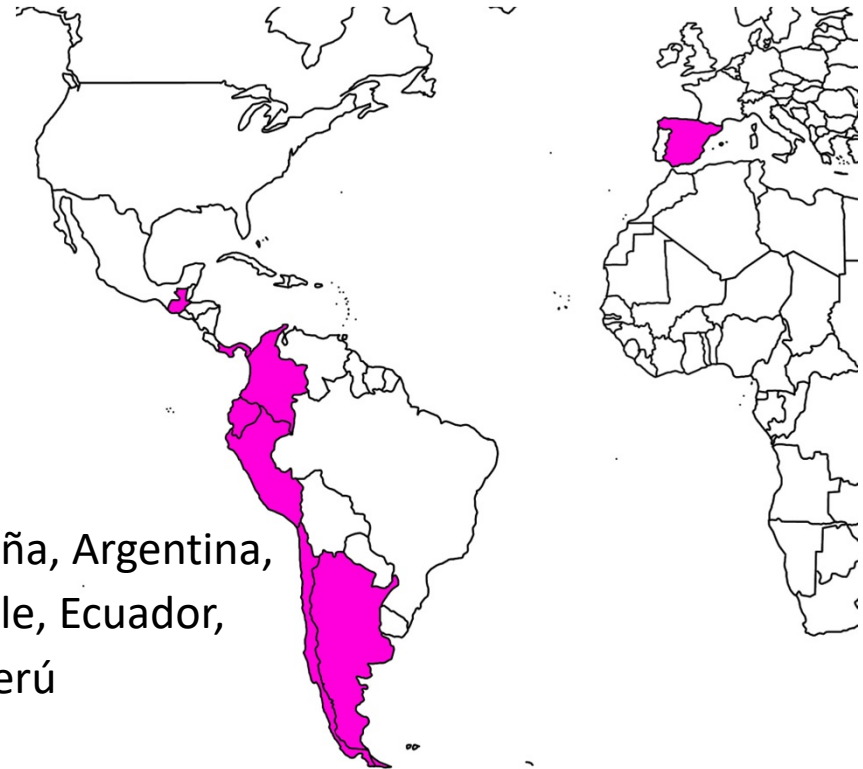 ña, Argentina,
le, Ecuador,
erú